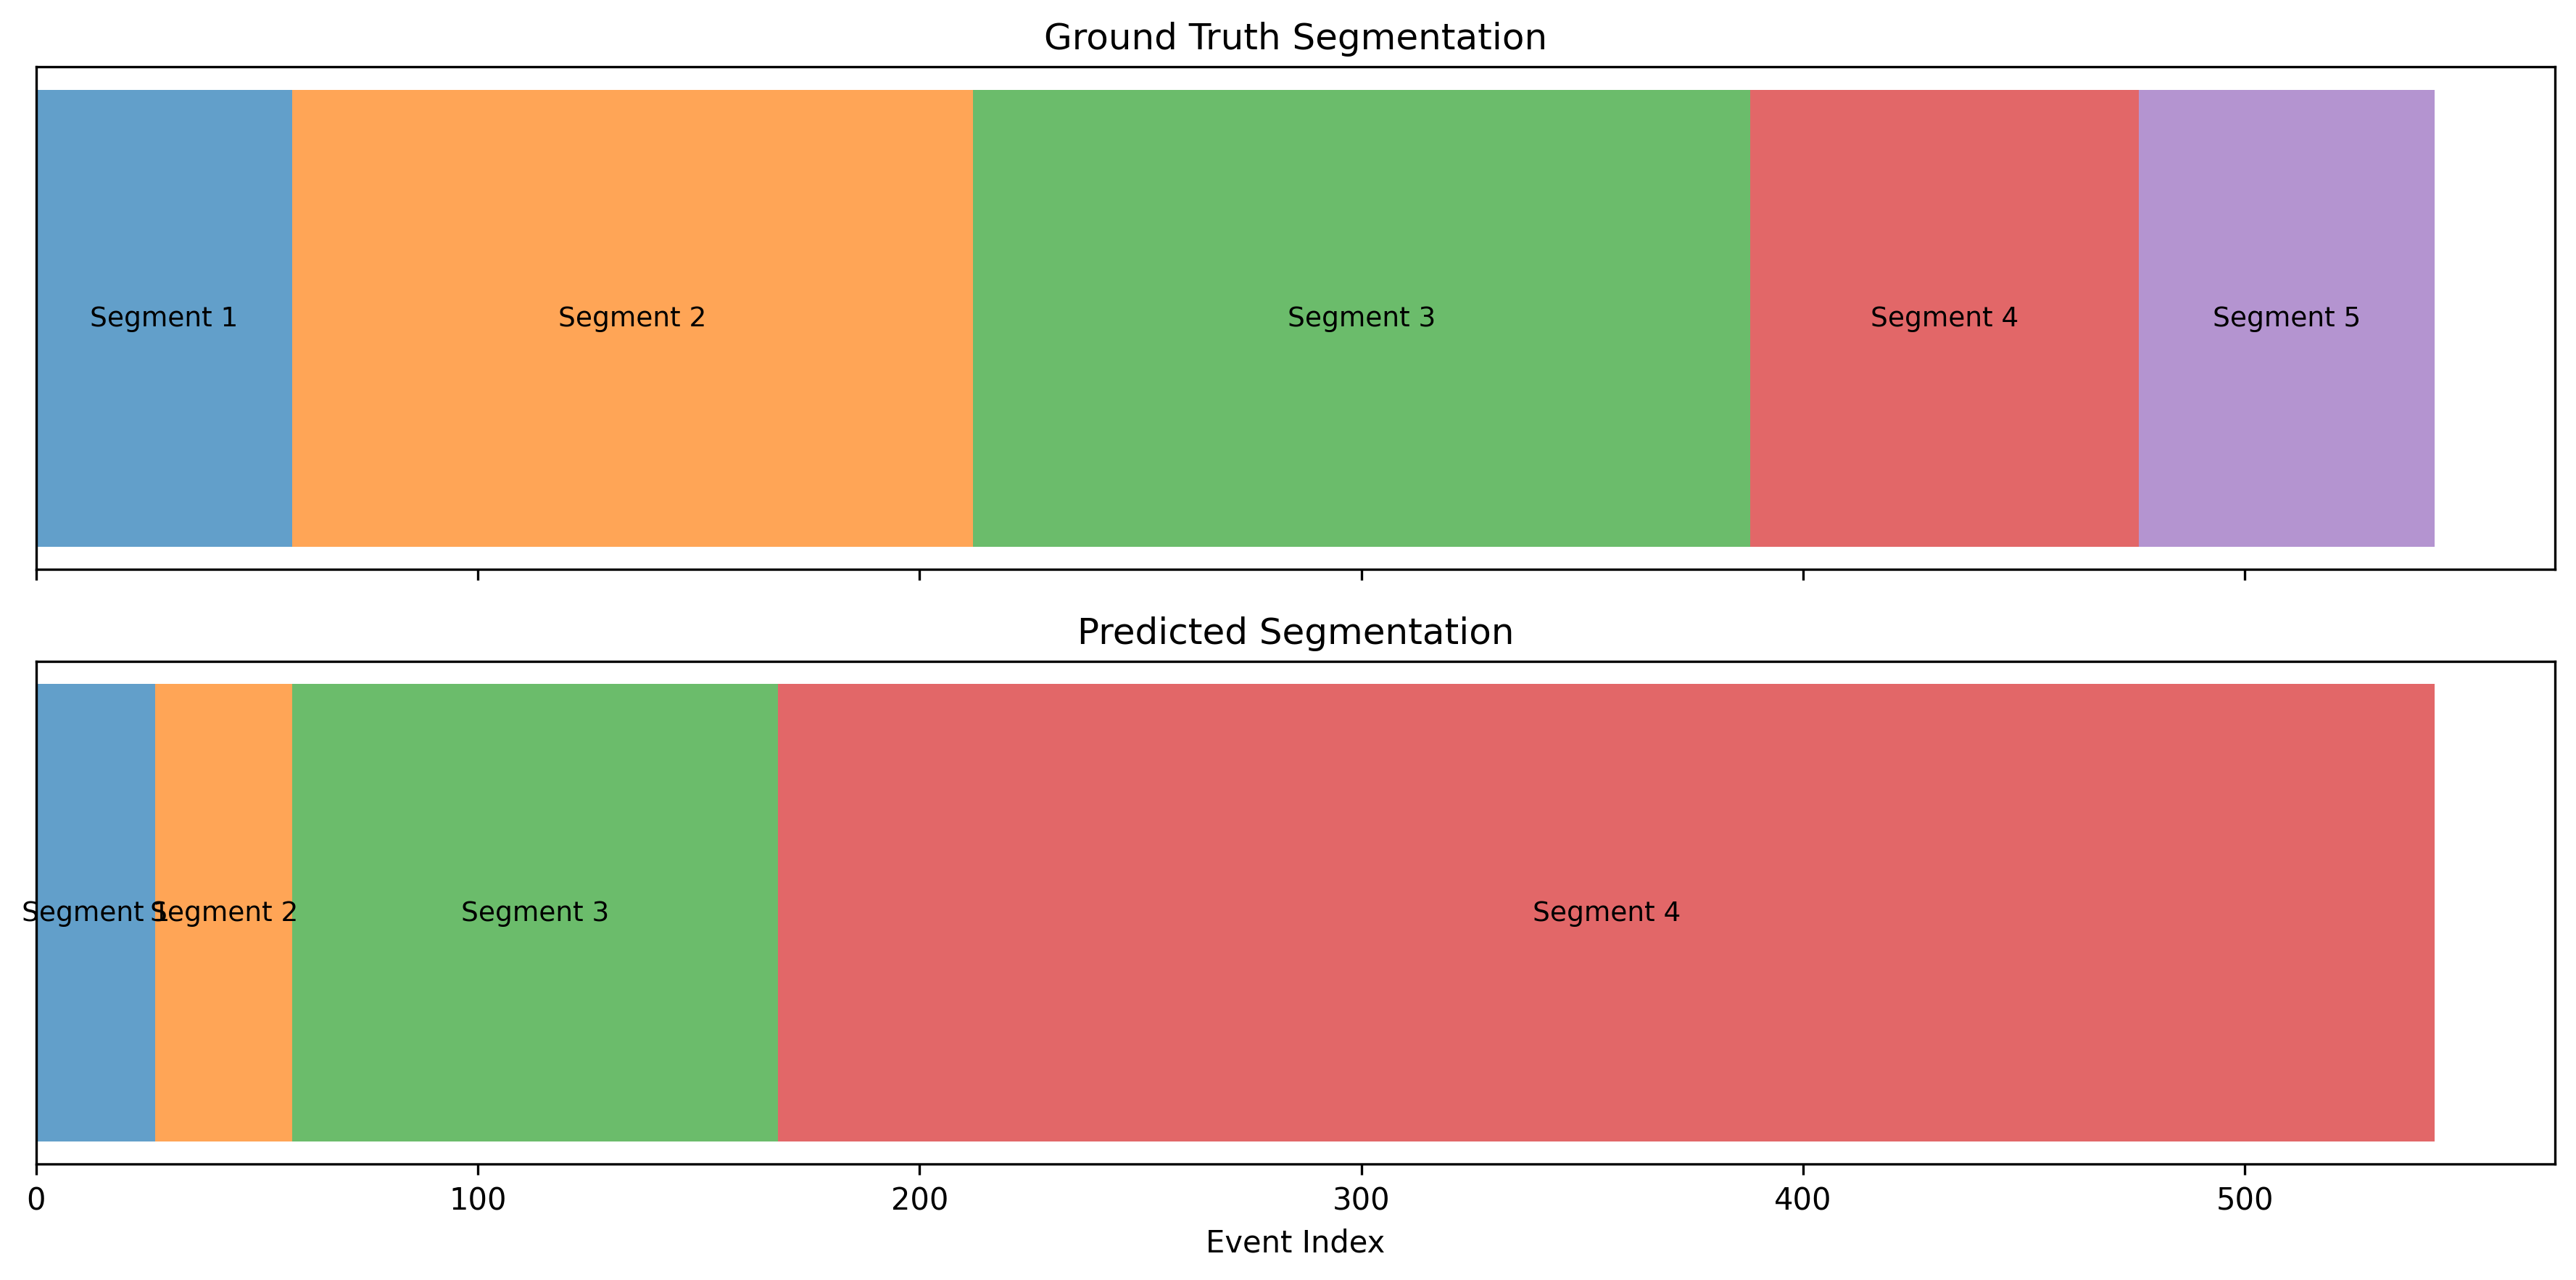 Ground Truth Segmentation
Segment 1 Segment 2 Segment 3 Segment 4 Segment 5
Predicted Segmentation
Segment 1 Segment 2 Segment 3 Segment 4
0 100 200 300 400 500
Event Index